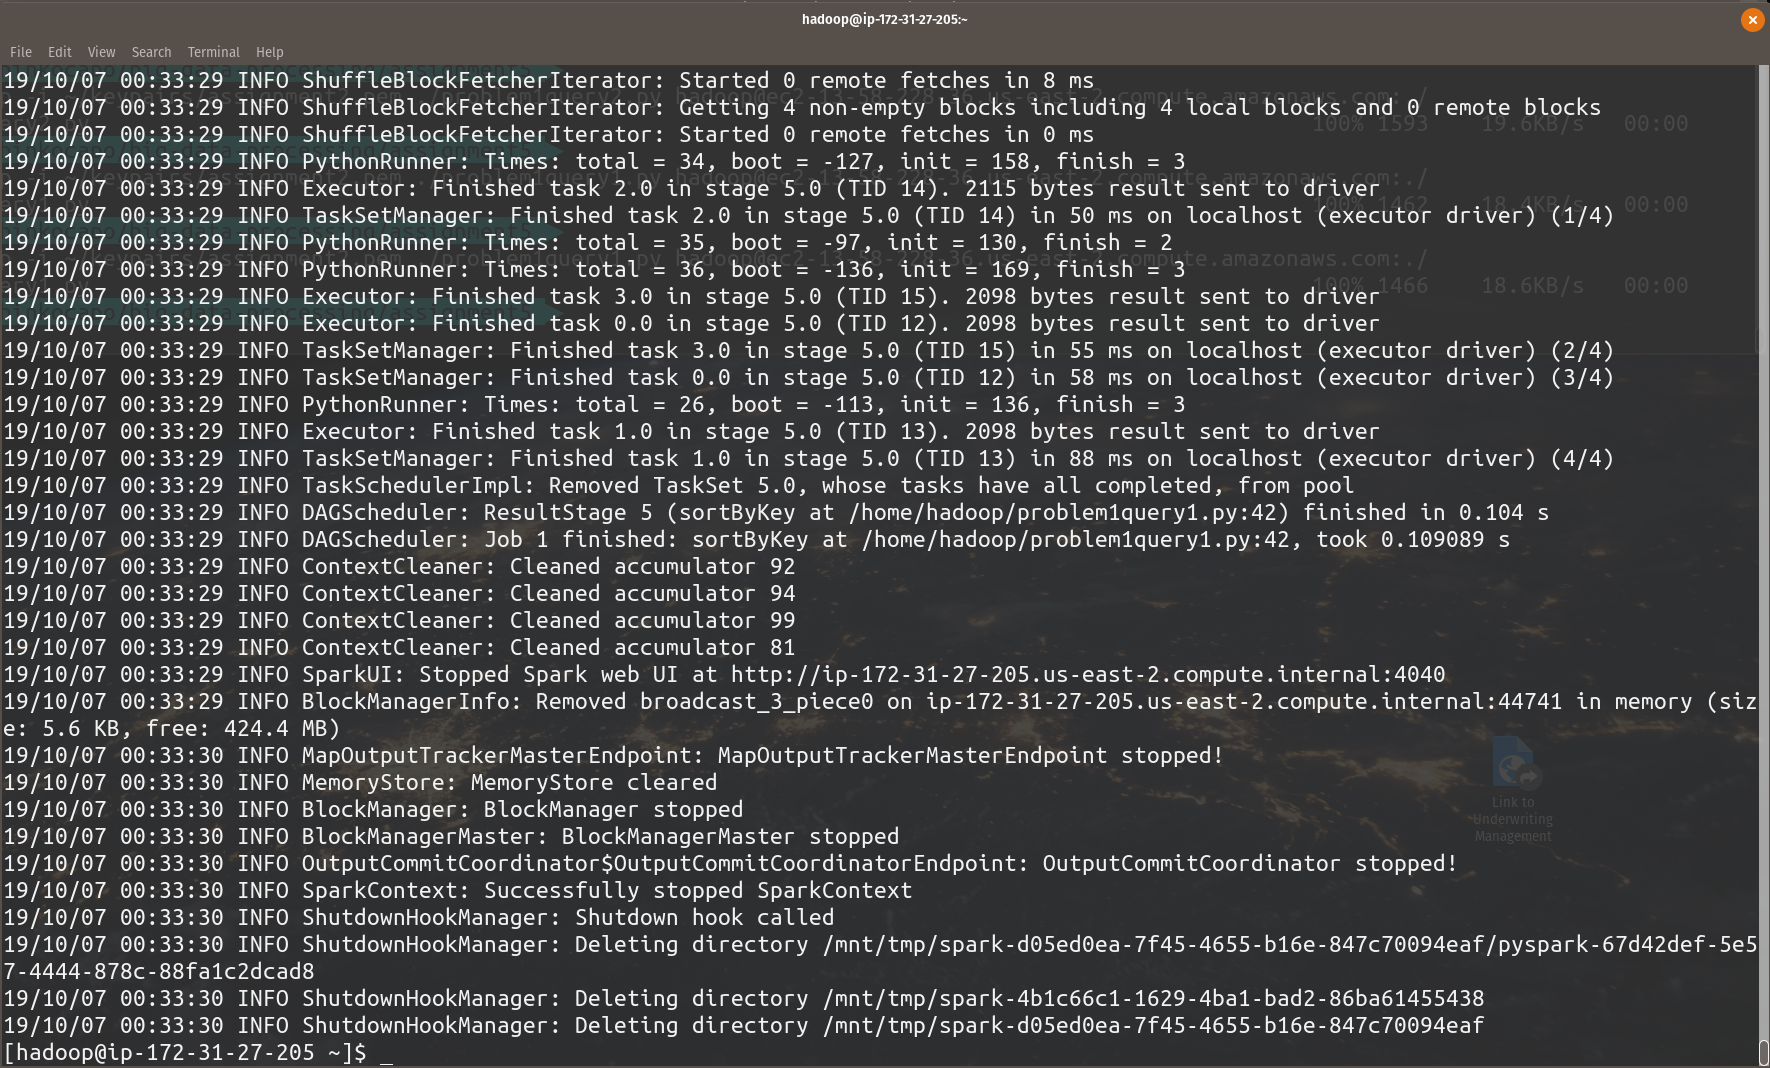 hadoop@ip-172-31-27-205:~
File Edit View Search Terminal Help
19/10/07 00:33:29 INFO ShuffleBlockFetcherIterator: Started 0 remote fetches in 8 ms
19/10/07 00:33:29 INFO ShuffleBlockFetcherIterator: Getting 4 non-empty blocks including 4 local blocks and 0 remote blocks
19/10/07 00:33:29 INFO ShuffleBlockFetcherIterator: Started 0 remote fetches in 0 ms
19/10/07 00:33:29 INFO PythonRunner: Times: total = 34, boot = -127, init = 158, finish = 3
19/10/07 00:33:29 INFO Executor: Finished task 2.0 in stage 5.0 (TID 14). 2115 bytes result sent to driver
19/10/07 00:33:29 INFO TaskSetManager: Finished task 2.0 in stage 5.0 (TID 14) in 50 ms on localhost (executor driver) (1/4)
19/10/07 00:33:29 INFO PythonRunner: Times: total = 35, boot = -97, init = 130, finish = 2
19/10/07 00:33:29 INFO PythonRunner: Times: total = 36, boot = -136, init = 169, finish = 3
19/10/07 00:33:29 INFO Executor: Finished task 3.0 in stage 5.0 (TID 15). 2098 bytes result sent to driver
19/10/07 00:33:29 INFO Executor: Finished task 0.0 in stage 5.0 (TID 12). 2098 bytes result sent to driver
19/10/07 00:33:29 INFO TaskSetManager: Finished task 3.0 in stage 5.0 (TID 15) in 55 ms on localhost (executor driver) (2/4)
19/10/07 00:33:29 INFO TaskSetManager: Finished task 0.0 in stage 5.0 (TID 12) in 58 ms on localhost (executor driver) (3/4)
19/10/07 00:33:29 INFO PythonRunner: Times: total = 26, boot = -113, init = 136, finish = 3
19/10/07 00:33:29 INFO Executor: Finished task 1.0 in stage 5.0 (TID 13). 2098 bytes result sent to driver
19/10/07 00:33:29 INFO TaskSetManager: Finished task 1.0 in stage 5.0 (TID 13) in 88 ms on localhost (executor driver) (4/4)
19/10/07 00:33:29 INFO TaskSchedulerImpl: Removed TaskSet 5.0, whose tasks have all completed, from pool
19/10/07 00:33:29 INFO DAGScheduler: ResultStage 5 (sortByKey at /home/hadoop/problem1query1.py:42) finished in 0.104 s
19/10/07 00:33:29 INFO DAGScheduler: Job 1 finished: sortByKey at /home/hadoop/problem1query1.py:42, took 0.109089 s
19/10/07 00:33:29 INFO ContextCleaner: Cleaned accumulator 92
19/10/07 00:33:29 INFO ContextCleaner: Cleaned accumulator 94
19/10/07 00:33:29 INFO ContextCleaner: Cleaned accumulator 99
19/10/07 00:33:29 INFO ContextCleaner: Cleaned accumulator 81
19/10/07 00:33:29 INFO SparkUI: Stopped Spark web UI at http://ip-172-31-27-205.us-east-2.compute.internal:4040
19/10/07 00:33:29 INFO BlockManagerInfo: Removed broadcast_3_piece0 on ip-172-31-27-205.us-east-2.compute.internal:44741 in memory (siz
e: 5.6 KB, free: 424.4 MB)
19/10/07 00:33:30 INFO MapOutputTrackerMasterEndpoint: MapOutputTrackerMasterEndpoint stopped!
19/10/07 00:33:30 INFO MemoryStore: MemoryStore cleared
19/10/07 00:33:30 INFO BlockManager: BlockManager stopped
19/10/07 00:33:30 INFO BlockManagerMaster: BlockManagerMaster stopped
19/10/07 00:33:30 INFO OutputCommitCoordinator$OutputCommitCoordinatorEndpoint: OutputCommitCoordinator stopped!
19/10/07 00:33:30 INFO SparkContext: Successfully stopped SparkContext
19/10/07 00:33:30 INFO ShutdownHookManager: Shutdown hook called
19/10/07 00:33:30 INFO ShutdownHookManager: Deleting directory /mnt/tmp/spark-d05ed0ea-7f45-4655-b16e-847c70094eaf/pyspark-67d42def-5e5
7-4444-878c-88fa1c2dcad8
19/10/07 00:33:30 INFO ShutdownHookManager: Deleting directory /mnt/tmp/spark-4b1c66c1-1629-4ba1-bad2-86ba61455438
19/10/07 00:33:30 INFO ShutdownHookManager: Deleting directory /mnt/tmp/spark-d05ed0ea-7f45-4655-b16e-847c70094eaf
[hadoop@ip-172-31-27-205 ~]$ _
100% 1593 19.6KB/s 00:00
100% 1462 18.4KB/s 00:00
100% 1466 18.6KB/s 00:00
Link to
Underwriting
Management